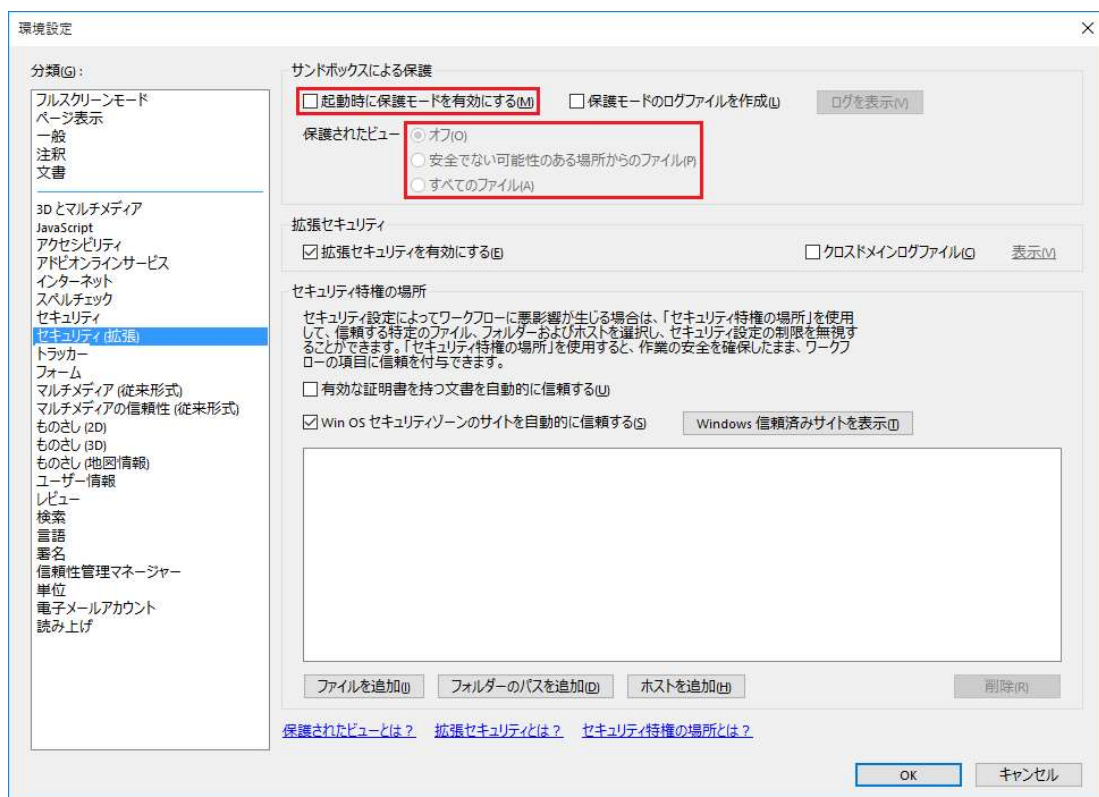 環境設定
分類(G):
フルスクリーンモード
ページ表示
一般
注釈
文書
3D とマルチメディア
JavaScript
アクセシビリティ
アドビオンラインサービス
インターネット
スペルチェック
セキュリティ
セキュリティ (拡張)
トラッカー
フォーム
マルチメディア (従来形式)
マルチメディアの信頼性 (従来形式)
ものさし (2D)
ものさし (3D)
ものさし (地図情報)
ユーザー情報
レビュー
検索
言語
署名
信頼性管理マネージャー
単位
電子メールアカウント
読み上げ
サンドボックスによる保護
起動時に保護モードを有効にする(M) 保護モードのログファイルを作成(L) ログを表示(V)
保護されたビュー オフ(O)
安全でない可能性のある場所からのファイル(P)
すべてのファイル(A)
拡張セキュリティ
拡張セキュリティを有効にする(E) クロスドメインログファイル(C) 表示(V)
セキュリティ特権の場所
セキュリティ設定によってワークフローに悪影響が生じる場合は、「セキュリティ特権の場所」を使用
して、信頼する特定のファイル、フォルダーおよびホストを選択し、セキュリティ設定の制限を無視す
ることができます。「セキュリティ特権の場所」を使用すると、作業の安全を確保したまま、ワークフ
ローの項目に信頼を付与できます。
有効な証明書を持つ文書を自動的に信頼する(U)
Win OS セキュリティゾーンのサイトを自動的に信頼する(S) Windows 信頼済みサイトを表示(T)
ファイルを追加(I) フォルダーのパスを追加(D) ホストを追加(H) 削除(R)
保護されたビューとは? 拡張セキュリティとは? セキュリティ特権の場所とは?
OK キャンセル